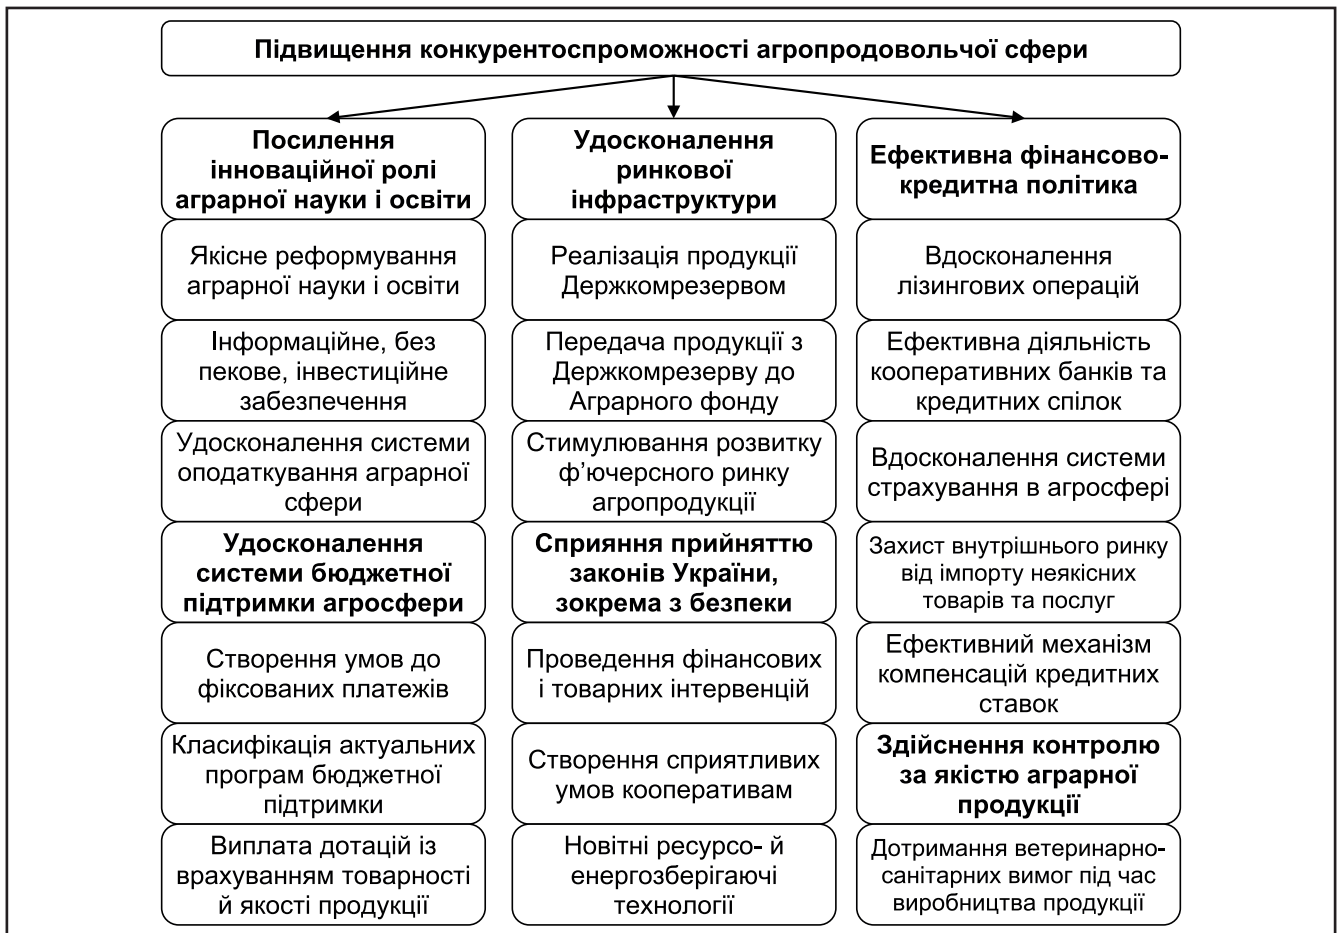 Підвищення конкурентоспроможності агропродовольчої сфери
Посилення
інноваційної ролі
аграрної науки і освіти
Якісне реформування
аграрної науки і освіти
Інформаційне, без
пекове, інвестиційне
забезпечення
Удосконалення системи
оподаткування аграрної
сфери
Удосконалення
системи бюджетної
підтримки агросфери
Створення умов до
фіксованих платежів
Класифікація актуальних
програм бюджетної
підтримки
Виплата дотацій із
врахуванням товарності
й якості продукції
Удосконалення
ринкової
інфраструктури
Реалізація продукції
Держкомрезервом
Передача продукції з
Держкомрезерву до
Аграрного фонду
Стимулювання розвитку
ф’ючерсного ринку
агропродукції
Сприяння прийняттю
законів України,
зокрема з безпеки
Проведення фінансових
і товарних інтервенцій
Створення сприятливих
умов кооперативам
Новітні ресурсо- й
енергозберігаючі
технології
Ефективна фінансово-
кредитна політика
Вдосконалення
лізингових операцій
Ефективна діяльність
кооперативних банків та
кредитних спілок
Вдосконалення системи
страхування в агросфері
Захист внутрішнього ринку
від імпорту неякісних
товарів та послуг
Ефективний механізм
компенсацій кредитних
ставок
Здійснення контролю
за якістю аграрної
продукції
Дотримання ветеринарно-
санітарних вимог під час
виробництва продукції